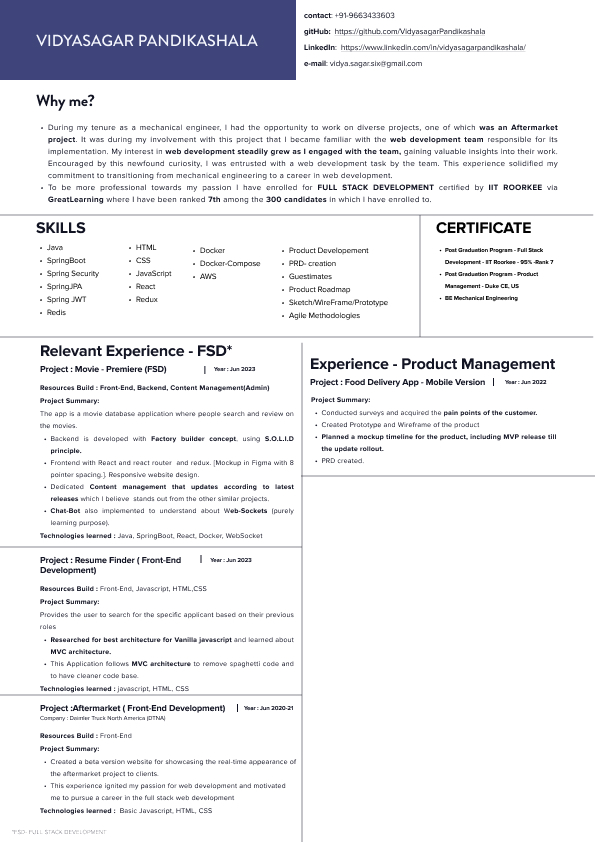 VIDYASAGAR PANDIKASHALA
contact: +91-9663433603
gitHub: https://github.com/VidyasagarPandikashala
LinkedIn: https://www.linkedin.com/in/vidyasagarpandikashala/
e-mail: vidya.sagar.six@gmail.com
Why me?
• During my tenure as a mechanical engineer, I had the opportunity to work on diverse projects, one of which was an Aftermarket
project. It was during my involvement with this project that I became familiar with the web development team responsible for its
implementation. My interest in web development steadily grew as I engaged with the team, gaining valuable insights into their work.
Encouraged by this newfound curiosity, I was entrusted with a web development task by the team. This experience solidified my
commitment to transitioning from mechanical engineering to a career in web development.
• To be more professional towards my passion I have enrolled for FULL STACK DEVELOPMENT certified by IIT ROORKEE via
GreatLearning where I have been ranked 7th among the 300 candidates in which I have enrolled to.
SKILLS
• Java
• SpringBoot
• Spring Security
• SpringJPA
• Spring JWT
• Redis
• HTML
• CSS
• JavaScript
• React
• Redux
• Docker
• Docker-Compose
• AWS
• Product Developement
• PRD- creation
• Guestimates
• Product Roadmap
• Sketch/WireFrame/Prototype
• Agile Methodologies
CERTIFICATE
• Post Graduation Program - Full Stack
Development - IIT Roorkee - 95% -Rank 7
• Post Graduation Program - Product
Management - Duke CE, US
• BE Mechanical Engineering
Relevant Experience - FSD*
Project : Movie - Premiere (FSD) | Year : Jun 2023
Resources Build : Front-End, Backend, Content Management(Admin)
Project Summary:
The app is a movie database application where people search and review on
the movies.
• Backend is developed with Factory builder concept, using S.O.L.I.D
principle.
• Frontend with React and react router and redux. [Mockup in Figma with 8
pointer spacing.]. Responsive website design.
• Dedicated Content management that updates according to latest
releases which I believe stands out from the other similar projects.
• Chat-Bot also implemented to understand about Web-Sockets (purely
learning purpose).
Technologies learned : Java, SpringBoot, React, Docker, WebSocket
Project : Resume Finder ( Front-End | Year : Jun 2023
Development)
Resources Build : Front-End, Javascript, HTML,CSS
Project Summary:
Provides the user to search for the specific applicant based on their previous
roles
• Researched for best architecture for Vanilla javascript and learned about
MVC architecture.
• This Application follows MVC architecture to remove spaghetti code and
to have cleaner code base.
Technologies learned : javascript, HTML, CSS
Project :Aftermarket ( Front-End Development) | Year : Jun 2020-21
Company : Daimler Truck North America (DTNA)
Resources Build : Front-End
Project Summary:
• Created a beta version website for showcasing the real-time appearance of
the aftermarket project to clients.
• This experience ignited my passion for web development and motivated
me to pursue a career in the full stack web development
Technologies learned : Basic Javascript, HTML, CSS
*FSD- FULL STACK DEVELOPMENT
Experience - Product Management
Project : Food Delivery App - Mobile Version | Year : Jun 2022
Project Summary:
• Conducted surveys and acquired the pain points of the customer.
• Created Prototype and Wireframe of the product
• Planned a mockup timeline for the product, including MVP release till
the update rollout.
• PRD created.